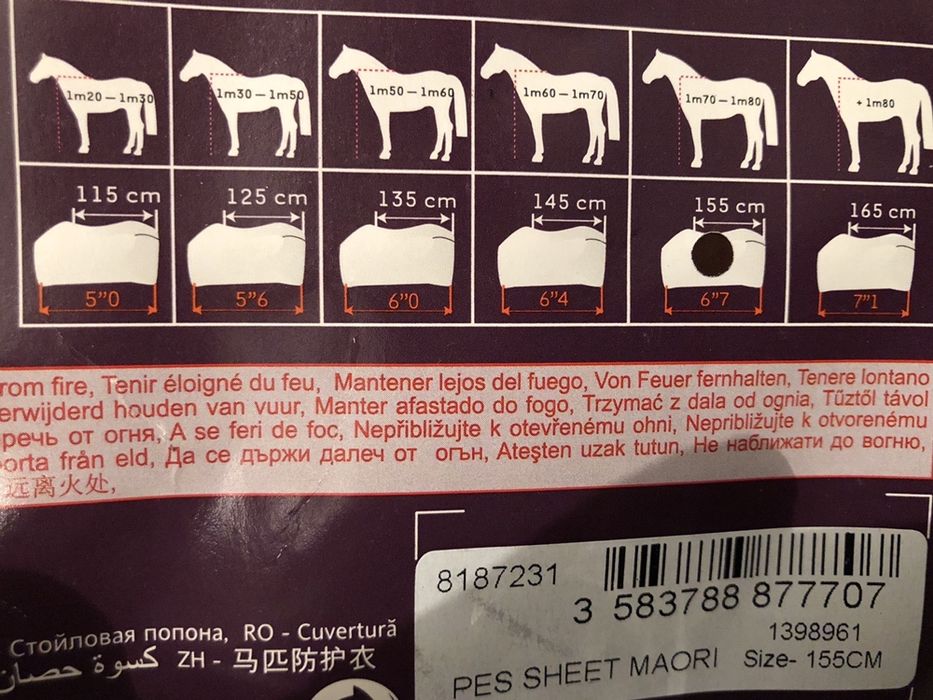 1m20 – 1m30 1m30 – 1m50 1m50 – 1m60 1m60 – 1m70 1m70 – 1m80 + 1m80
115 cm 125 cm 135 cm 145 cm 155 cm 165 cm
5”0 5”6 6”0 6”4 6”7 7”1
rom fire, Tenir éloigné du feu, Mantener lejos del fuego, Von Feuer fernhalten, Tenere lontano
erwijderd houden van vuur, Manter afastado do fogo, Trzymać z dala od ognia, Tűztől távol
речь от огня, A se feri de foc, Nepřibližujte k otevřenému ohni, Nepribližujte k otvorenému
porta från eld, Да се държи далеч от огън, Ateşten uzak tutun, Не наближати до вогню,
远离火处,
8187231
3 583788 877707
1398961
PES SHEET MAORI Size- 155CM
Стойловая попона, RO - Cuvertură
كسوة حصان ZH - 马匹防护衣